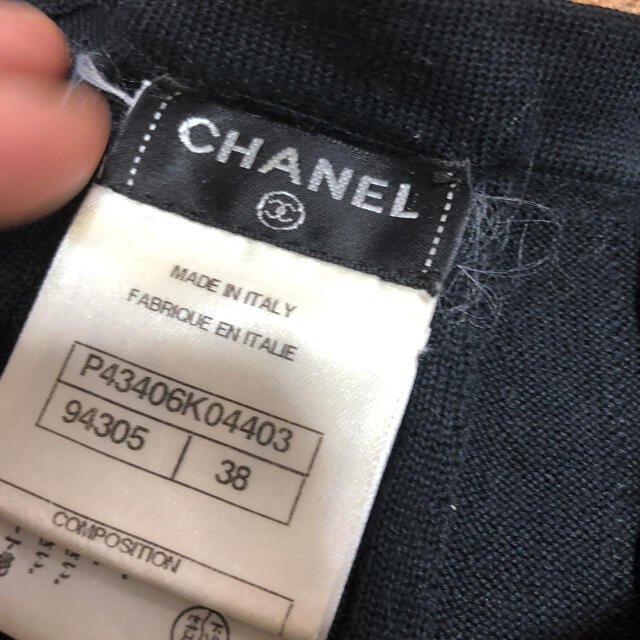 CHANEL
MADE IN ITALY
FABRIQUE EN ITALIE
P43406K04403
94305 38
COMPOSITION